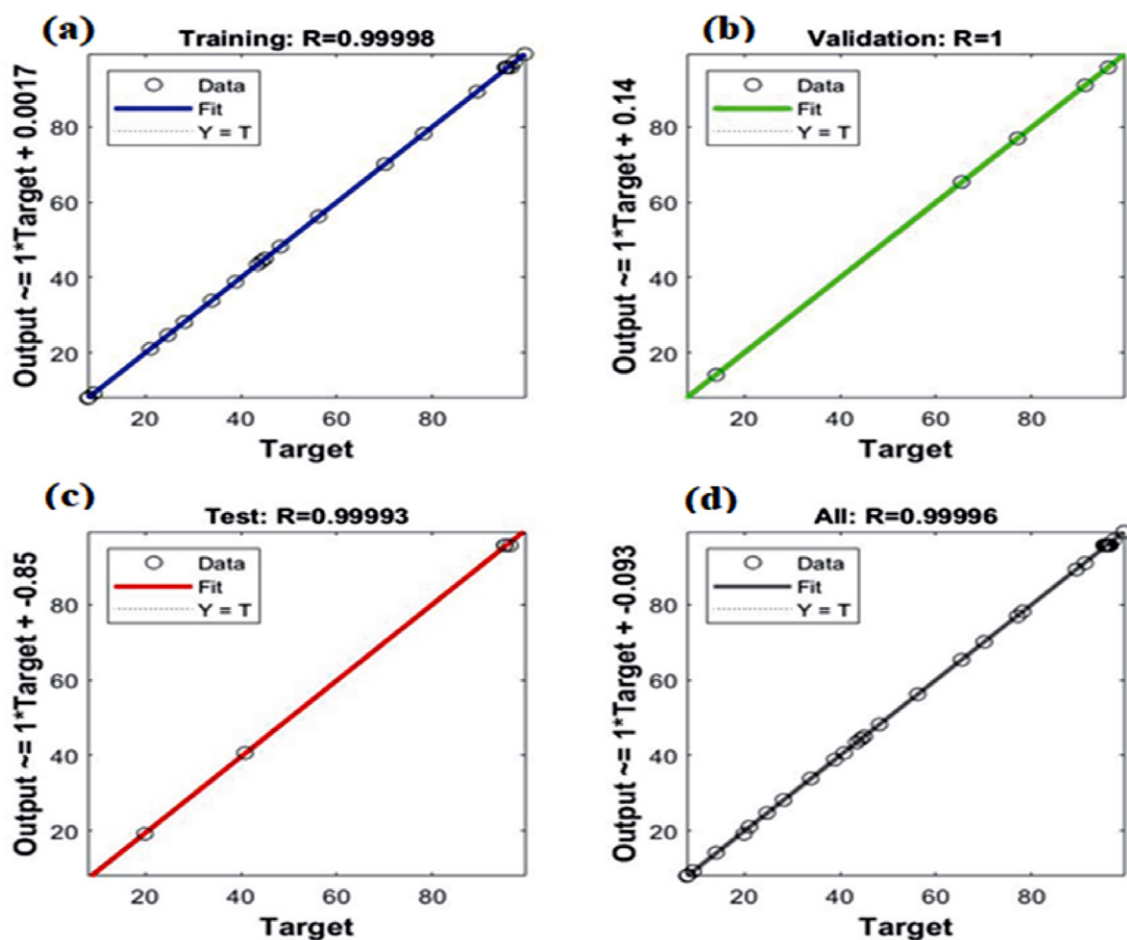 (a)
Training: R=0.99998
Output ~= 1*Target + 0.0017
Data
Fit
Y = T
80
60
40
20
20 40 60 80
Target
(b)
Validation: R=1
Output ~= 1*Target + 0.14
Data
Fit
Y = T
80
60
40
20
20 40 60 80
Target
(c)
Test: R=0.99993
Output ~= 1*Target + -0.85
Data
Fit
Y = T
80
60
40
20
20 40 60 80
Target
(d)
All: R=0.99996
Output ~= 1*Target + -0.093
Data
Fit
Y = T
80
60
40
20
20 40 60 80
Target